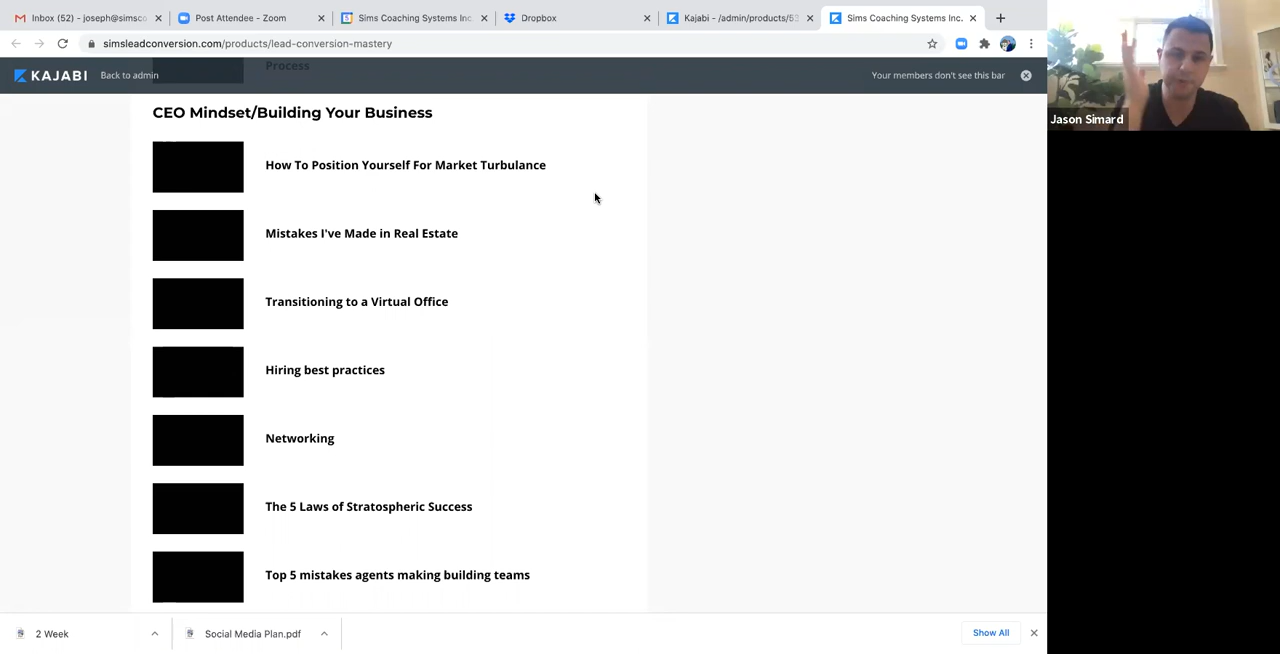 Inbox (52) - joseph@simsco
Post Attendee - Zoom
Sims Coaching Systems Inc.
Dropbox
Kajabi - /admin/products/53
Sims Coaching Systems Inc.
simsleadconversion.com/products/lead-conversion-mastery
KAJABI
Back to admin
Your members don't see this bar
Process
CEO Mindset/Building Your Business
How To Position Yourself For Market Turbulance
Mistakes I've Made in Real Estate
Transitioning to a Virtual Office
Hiring best practices
Networking
The 5 Laws of Stratospheric Success
Top 5 mistakes agents making building teams
2 Week
Social Media Plan.pdf
Show All
Jason Simard